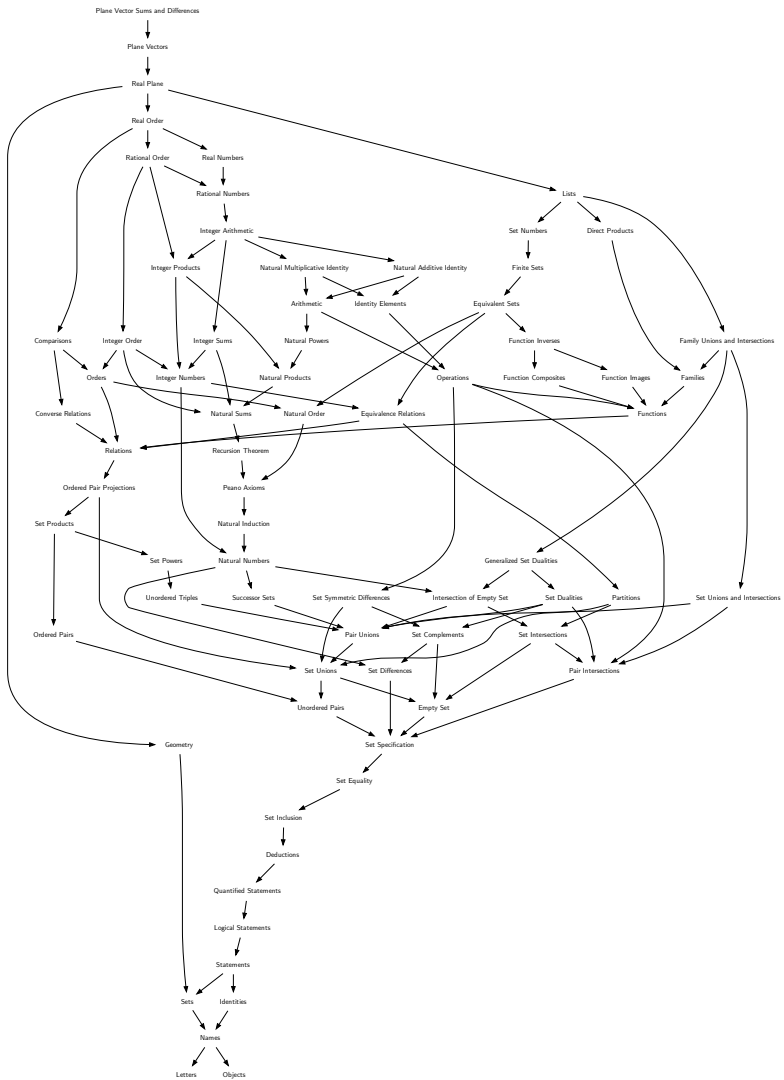 Plane Vector Sums and Differences
Plane Vectors
Real Plane
Real Order
Rational Order
Real Numbers
Rational Numbers
Lists
Integer Arithmetic
Set Numbers
Direct Products
Integer Products
Natural Multiplicative Identity
Natural Additive Identity
Finite Sets
Arithmetic
Identity Elements
Equivalent Sets
Comparisons
Integer Order
Integer Sums
Natural Powers
Function Inverses
Family Unions and Intersections
Orders
Integer Numbers
Natural Products
Operations
Function Composites
Function Images
Families
Converse Relations
Natural Sums
Natural Order
Equivalence Relations
Functions
Relations
Recursion Theorem
Ordered Pair Projections
Peano Axioms
Set Products
Natural Induction
Set Powers
Natural Numbers
Generalized Set Dualities
Unordered Triples
Successor Sets
Set Symmetric Differences
Intersection of Empty Set
Set Dualities
Partitions
Set Unions and Intersections
Ordered Pairs
Pair Unions
Set Complements
Set Intersections
Set Unions
Set Differences
Pair Intersections
Unordered Pairs
Empty Set
Geometry
Set Specification
Set Equality
Set Inclusion
Deductions
Quantified Statements
Logical Statements
Statements
Sets
Identities
Names
Letters
Objects